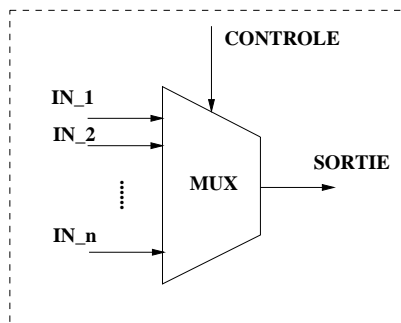 CONTROLE
IN_1
IN_2
SORTIE
MUX
IN_n